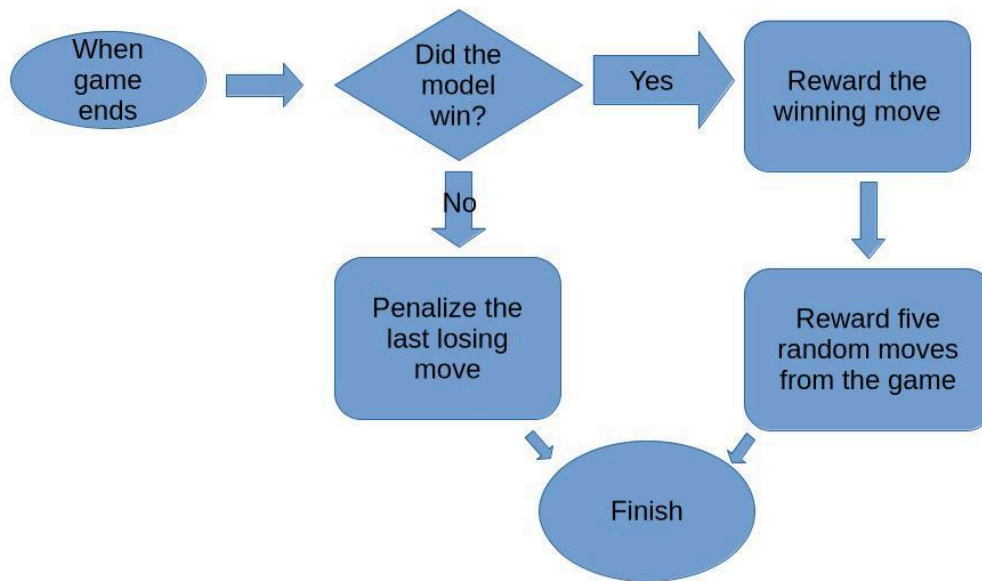 When
game
ends
Did the
model
win?
Yes
Reward the
winning move
No
Penalize the
last losing
move
Reward five
random moves
from the game
Finish